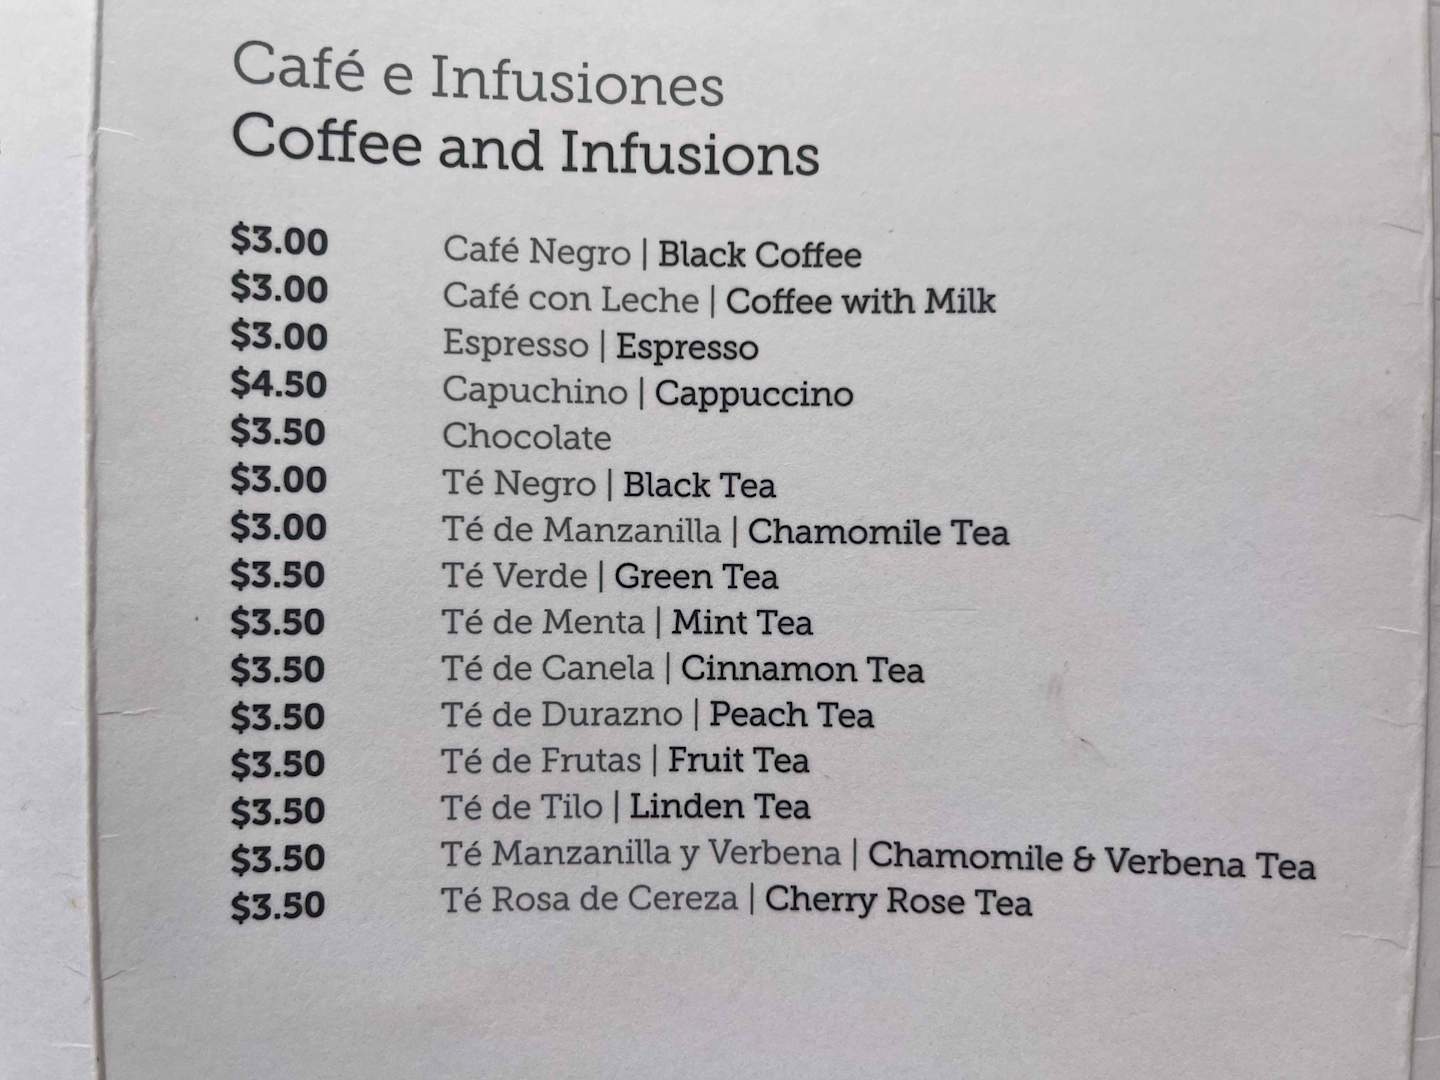 Café e Infusiones
Coffee and Infusions
$3.00 Café Negro | Black Coffee
$3.00 Café con Leche | Coffee with Milk
$3.00 Espresso | Espresso
$4.50 Capuchino | Cappuccino
$3.50 Chocolate
$3.00 Té Negro | Black Tea
$3.00 Té de Manzanilla | Chamomile Tea
$3.50 Té Verde | Green Tea
$3.50 Té de Menta | Mint Tea
$3.50 Té de Canela | Cinnamon Tea
$3.50 Té de Durazno | Peach Tea
$3.50 Té de Frutas | Fruit Tea
$3.50 Té de Tilo | Linden Tea
$3.50 Té Manzanilla y Verbena | Chamomile & Verbena Tea
$3.50 Té Rosa de Cereza | Cherry Rose Tea